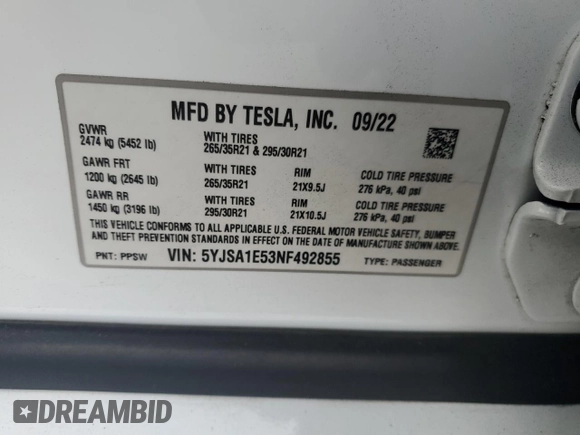 MFD BY TESLA, INC. 09/22
GVWR
2474 kg (5452 lb)
WITH TIRES
265/35R21 & 295/30R21
GAWR FRT
1200 kg (2645 lb)
WITH TIRES
265/35R21
RIM
21X9.5J
COLD TIRE PRESSURE
276 kPa, 40 psi
GAWR RR
1450 kg (3196 lb)
WITH TIRES
295/30R21
RIM
21X10.5J
COLD TIRE PRESSURE
276 kPa, 40 psi
THIS VEHICLE CONFORMS TO ALL APPLICABLE U.S. FEDERAL MOTOR VEHICLE SAFETY, BUMPER
AND THEFT PREVENTION STANDARDS IN EFFECT ON THE DATE OF MANUFACTURE SHOWN ABOVE.
PNT: PPSW VIN: 5YJSA1E53NF492855 TYPE: PASSENGER
DREAMBID